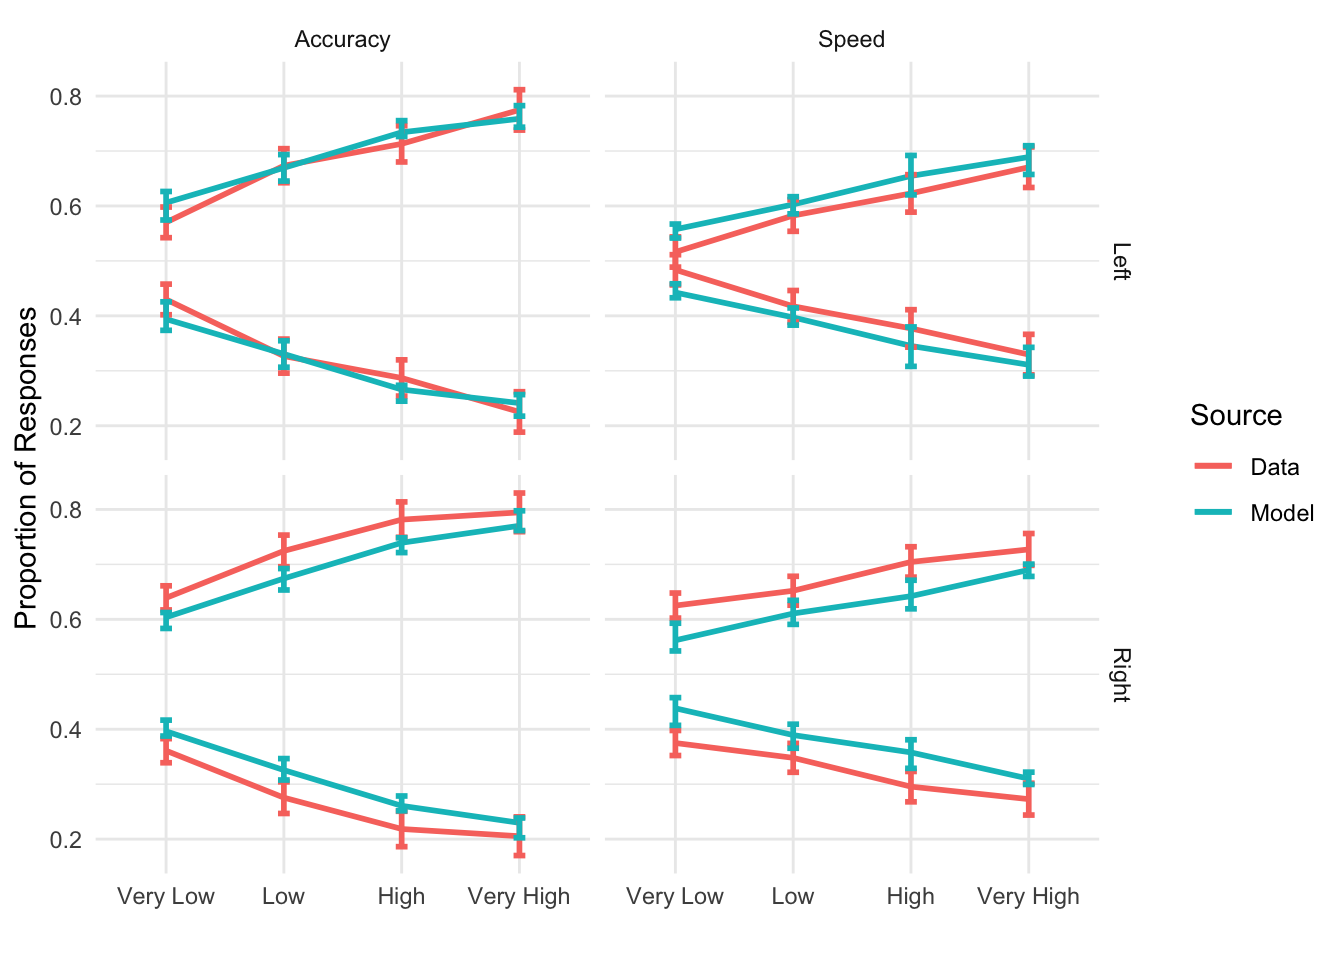 Accuracy
Speed
0.8
0.6
0.4
0.2
Left
0.8
0.6
0.4
0.2
Right
Proportion of Responses
Very Low
Low
High
Very High
Very Low
Low
High
Very High
Source
Data
Model